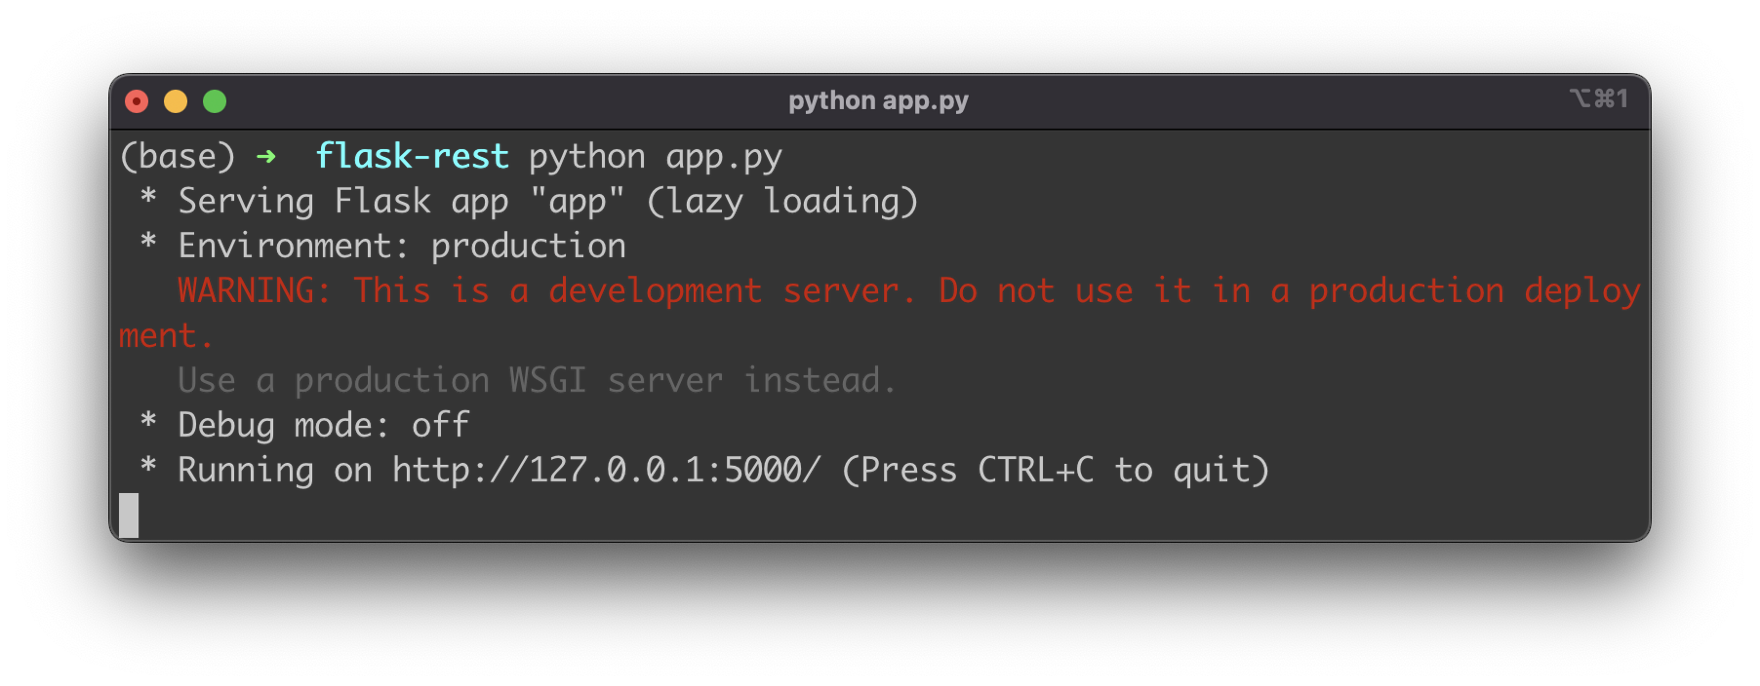 python app.py
⌥⌘1
(base) ➜  flask-rest python app.py
 * Serving Flask app "app" (lazy loading)
 * Environment: production
   WARNING: This is a development server. Do not use it in a production deploy
ment.
   Use a production WSGI server instead.
 * Debug mode: off
 * Running on http://127.0.0.1:5000/ (Press CTRL+C to quit)